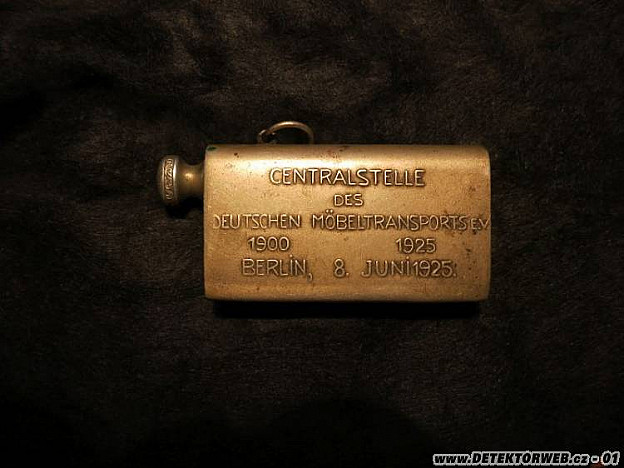 CENTRALSTELLE
DES
DEUTSCHEN MÖBELTRANSPORTS E.V.
1900 1925
BERLIN, 8. JUNI 1925.
www.DETEKTORWEB.cz - 01